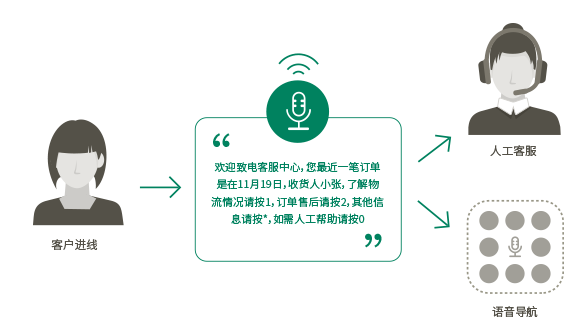 人工客服
“
欢迎致电客服中心，您最近一笔订单
是在11月19日，收货人小张，了解物
流情况请按1，订单售后请按2，其他信
息请按*，如需人工帮助请按0
”
客户进线
语音导航